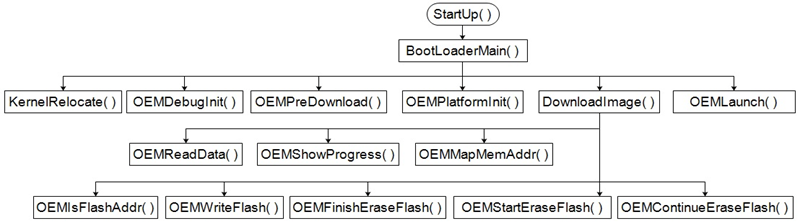 StartUp( )
BootLoaderMain( )
KernelRelocate( ) OEMDebugInit( ) OEMPreDownload( ) OEMPlatformInit( ) DownloadImage( ) OEMLaunch( )
OEMReadData( ) OEMShowProgress( ) OEMMapMemAddr( )
OEMIsFlashAddr( ) OEMWriteFlash( ) OEMFinishEraseFlash( ) OEMStartEraseFlash( ) OEMContinueEraseFlash( )